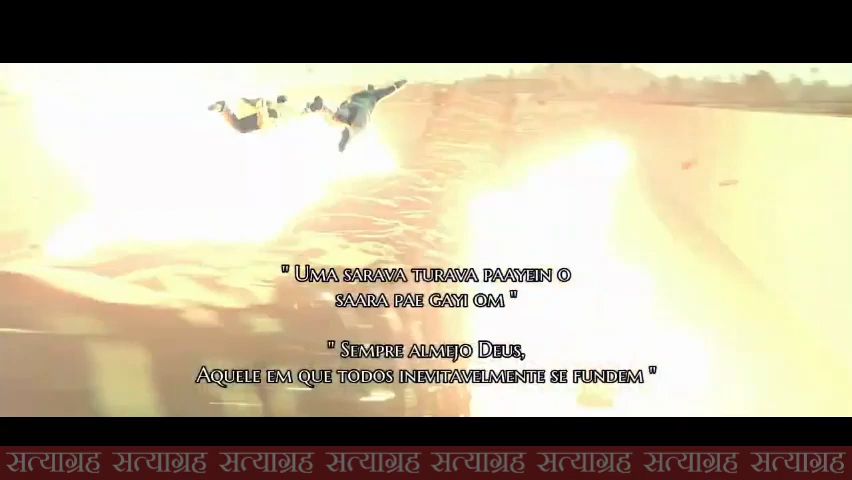 " Uma sarava turava paayein o
saara pae gayi om "
" Sempre almejo Deus,
Aquele em que todos inevitavelmente se fundem "
सत्याग्रह सत्याग्रह सत्याग्रह सत्याग्रह सत्याग्रह सत्याग्रह सत्याग्रह सत्याग्रह